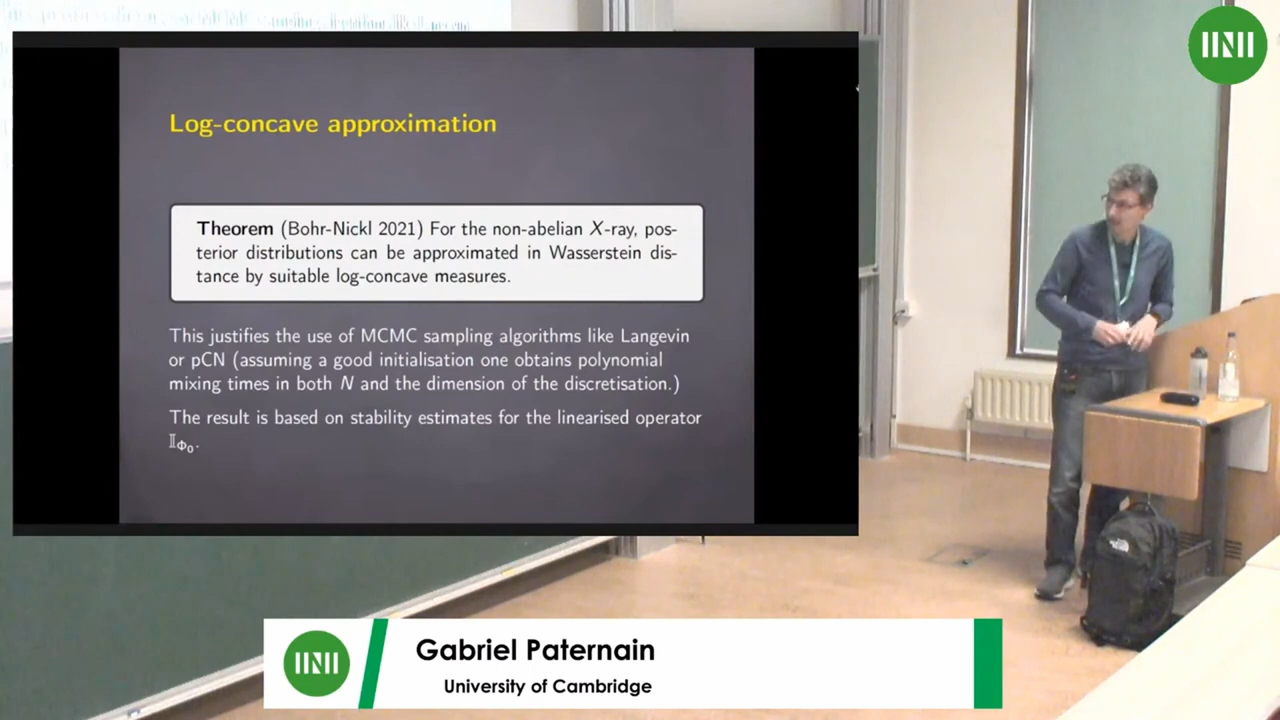 Log-concave approximation
Theorem (Bohr-Nickl 2021) For the non-abelian X-ray, pos-
terior distributions can be approximated in Wasserstein dis-
tance by suitable log-concave measures.
This justifies the use of MCMC sampling algorithms like Langevin
or pCN (assuming a good initialisation one obtains polynomial
mixing times in both N and the dimension of the discretisation.)
The result is based on stability estimates for the linearised operator
𝕀Φ₀.
Gabriel Paternain
University of Cambridge